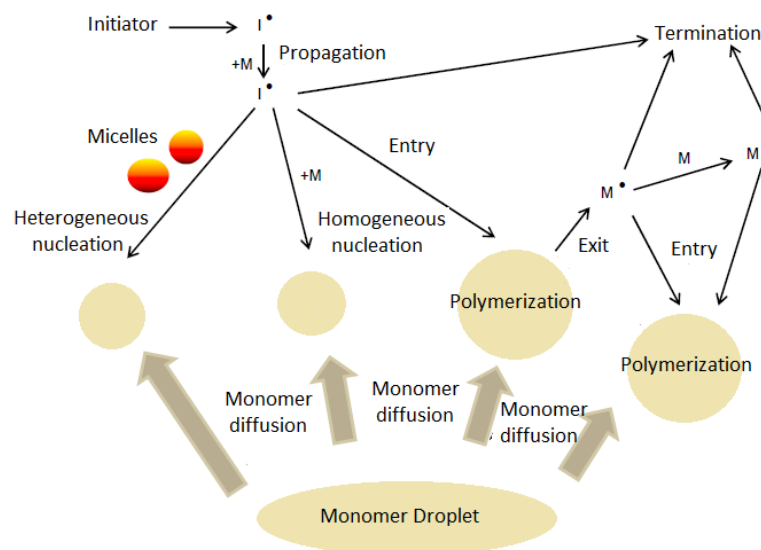 Initiator
I •
Termination
+M
Propagation
I •
Micelles
Entry
M
M
+M
M •
Heterogeneous
nucleation
Homogeneous
nucleation
Exit
Entry
Polymerization
Polymerization
Monomer
diffusion
Monomer
diffusion
Monomer
diffusion
Monomer Droplet